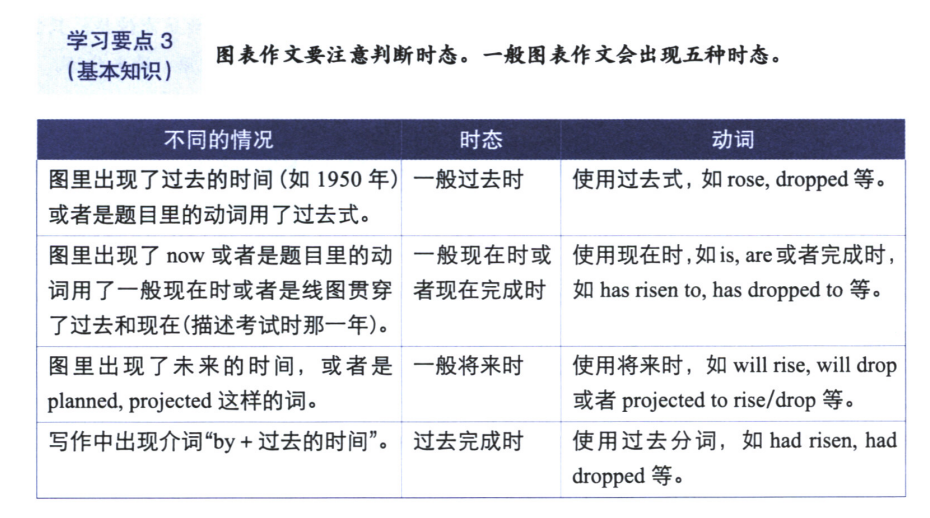 学习要点 3
(基本知识)
图表作文要注意判断时态。一般图表作文会出现五种时态。
不同的情况 时态 动词
图里出现了过去的时间(如 1950 年) 一般过去时 使用过去式，如 rose, dropped 等。
或者是题目里的动词用了过去式。
图里出现了 now 或者是题目里的动 一般现在时或 使用现在时,如 is, are 或者完成时,
词用了一般现在时或者是线图贯穿 者现在完成时 如 has risen to, has dropped to 等。
了过去和现在(描述考试时那一年)。
图里出现了未来的时间，或者是 一般将来时 使用将来时，如 will rise, will drop
planned, projected 这样的词。 或者 projected to rise/drop 等。
写作中出现介词“by + 过去的时间”。 过去完成时 使用过去分词，如 had risen, had
dropped 等。